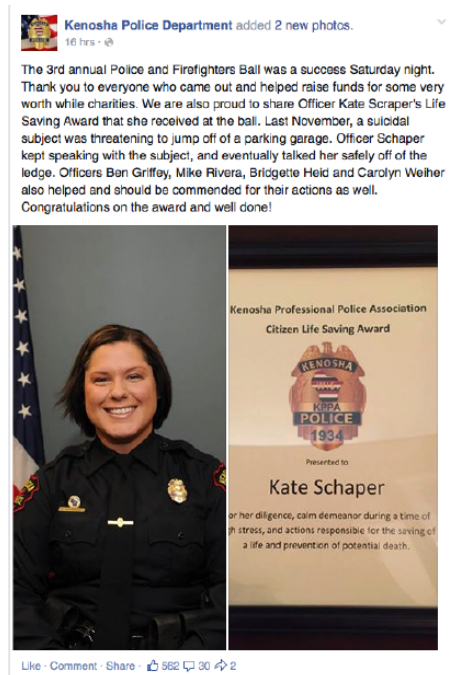 Kenosha Police Department added 2 new photos.
16 hrs ·
The 3rd annual Police and Firefighters Ball was a success Saturday night.
Thank you to everyone who came out and helped raise funds for some very
worth while charities. We are also proud to share Officer Kate Scraper's Life
Saving Award that she received at the ball. Last November, a suicidal
subject was threatening to jump off of a parking garage. Officer Schaper
kept speaking with the subject, and eventually talked her safely off of the
ledge. Officers Ben Griffey, Mike Rivera, Bridgette Heid and Carolyn Weiher
also helped and should be commended for their actions as well.
Congratulations on the award and well done!
Kenosha Professional Police Association
Citizen Life Saving Award
KENOSHA
KPPA
POLICE
1934
Presented to
Kate Schaper
or her diligence, calm demeanor during a time of
gh stress, and actions responsible for the saving of
a life and prevention of potential death.
Like · Comment · Share · 562 30 2